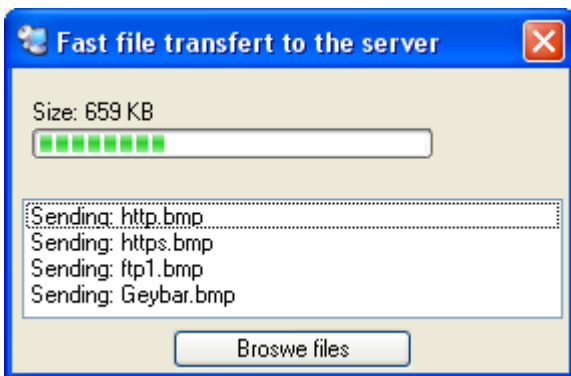 Fast file transfert to the server
Size: 659 KB
Sending: http.bmp
Sending: https.bmp
Sending: ftp1.bmp
Sending: Geybar.bmp
Broswe files